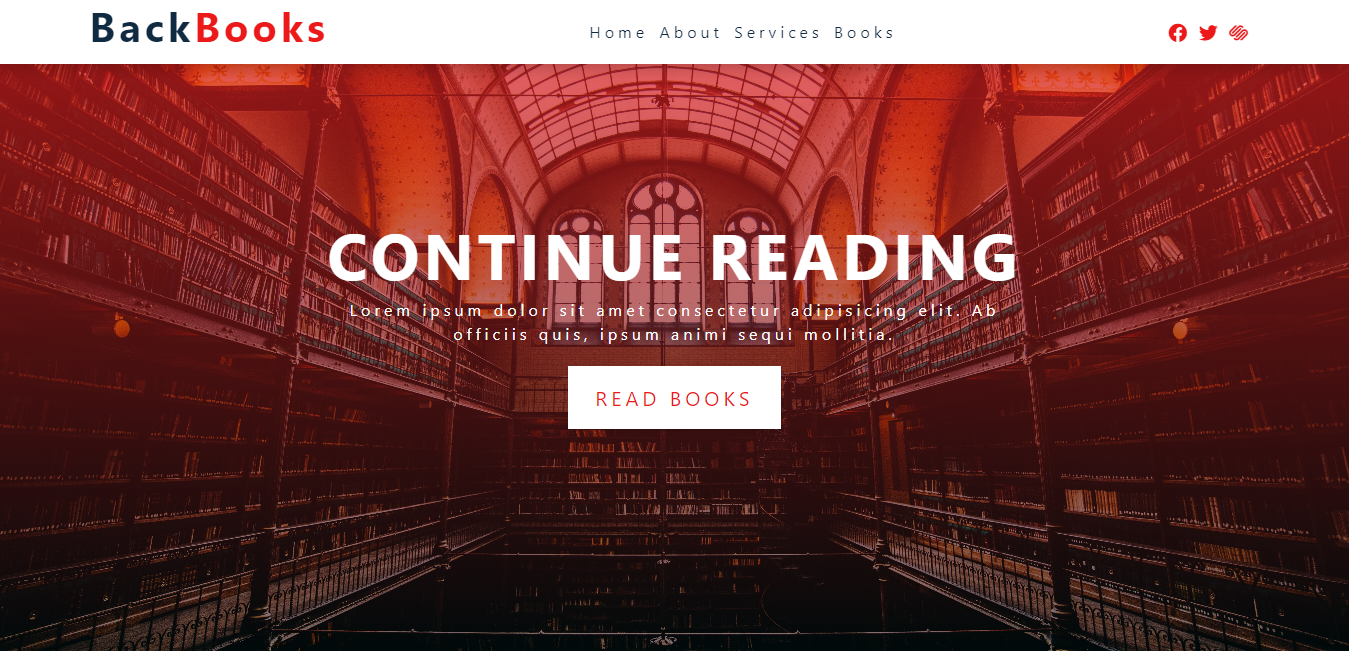 BackBooks
Home About Services Books
CONTINUE READING
Lorem ipsum dolor sit amet consectetur adipisicing elit. Ab
officiis quis, ipsum animi sequi mollitia.
READ BOOKS